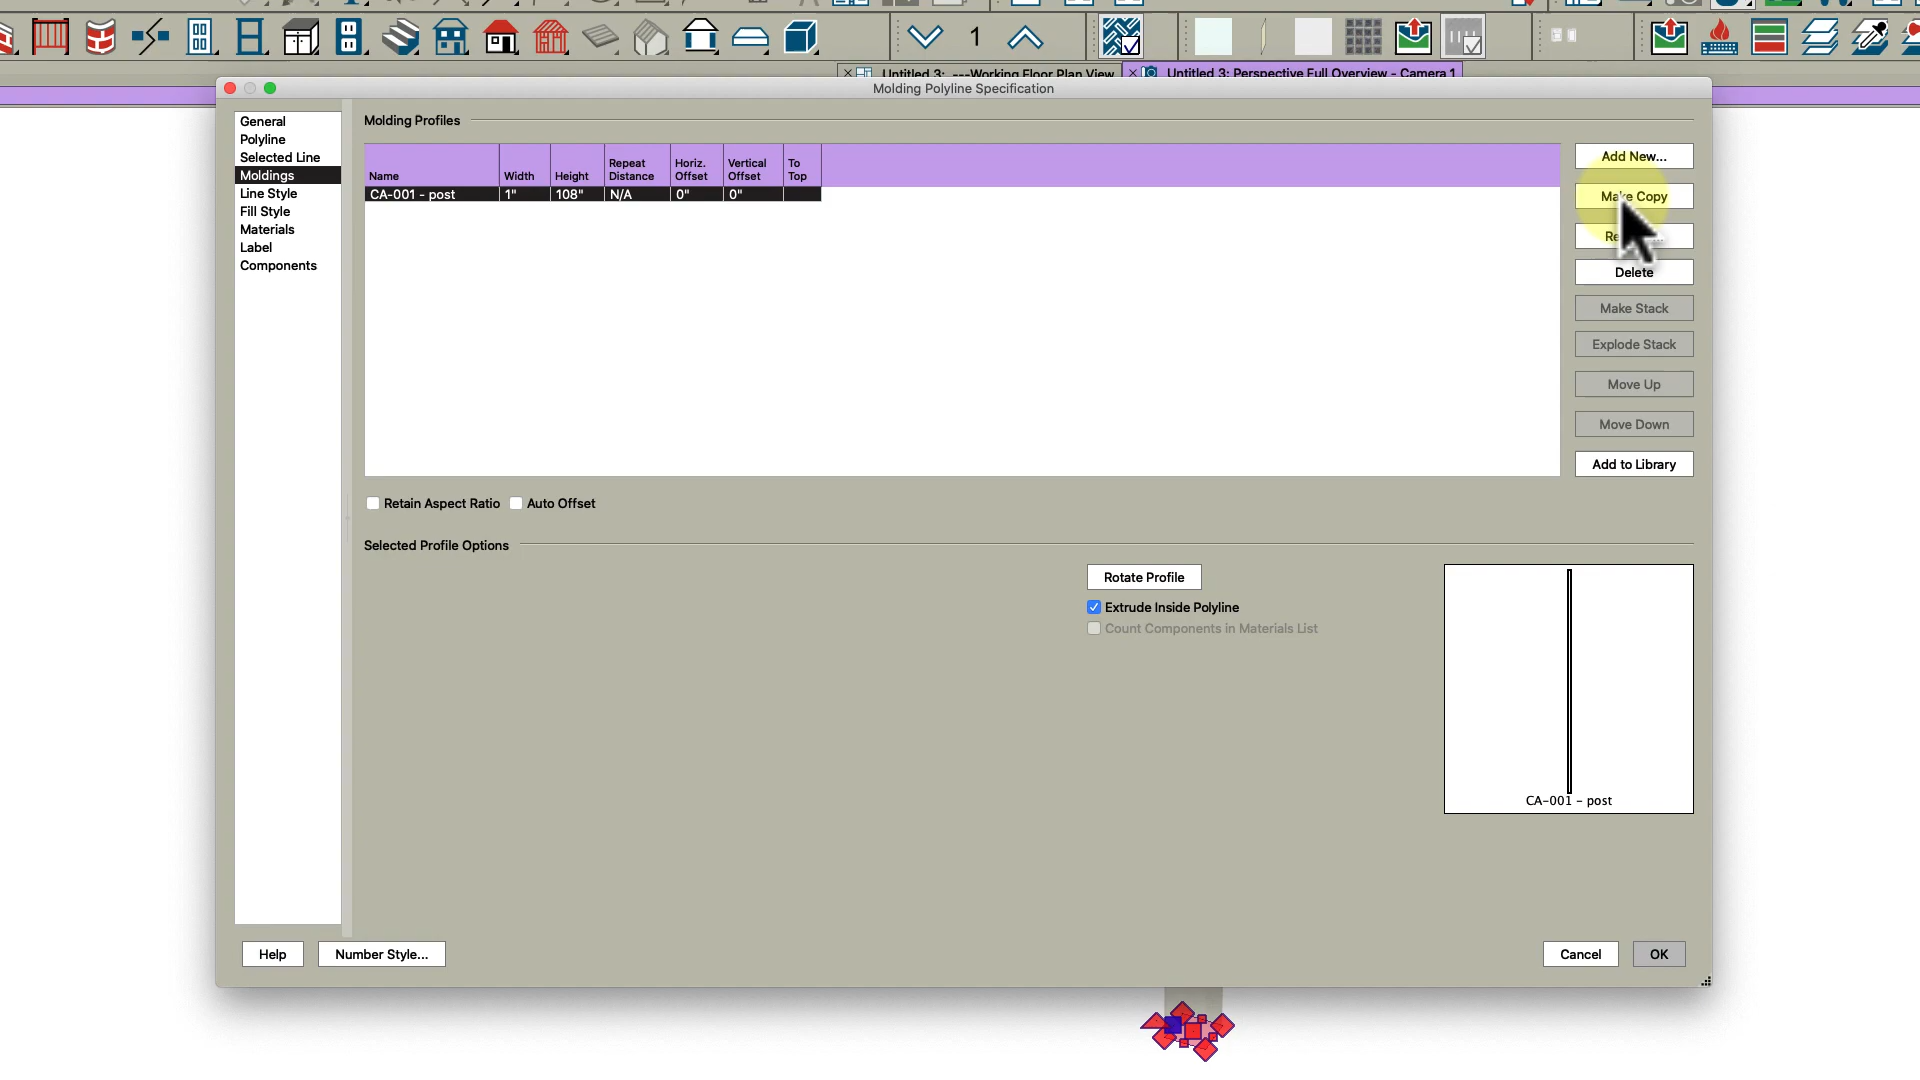 1
Untitled 3: ---Working Floor Plan View
Untitled 3: Perspective Full Overview - Camera 1
Molding Polyline Specification
General
Polyline
Selected Line
Moldings
Line Style
Fill Style
Materials
Label
Components
Molding Profiles
Name Width Height Repeat Distance Horiz. Offset Vertical Offset To Top
CA-001 - post 1" 108" N/A 0" 0"
Add New...
Make Copy
Delete
Make Stack
Explode Stack
Move Up
Move Down
Add to Library
Retain Aspect Ratio Auto Offset
Selected Profile Options
Rotate Profile
Extrude Inside Polyline
Count Components in Materials List
CA-001 - post
Help
Number Style...
Cancel
OK